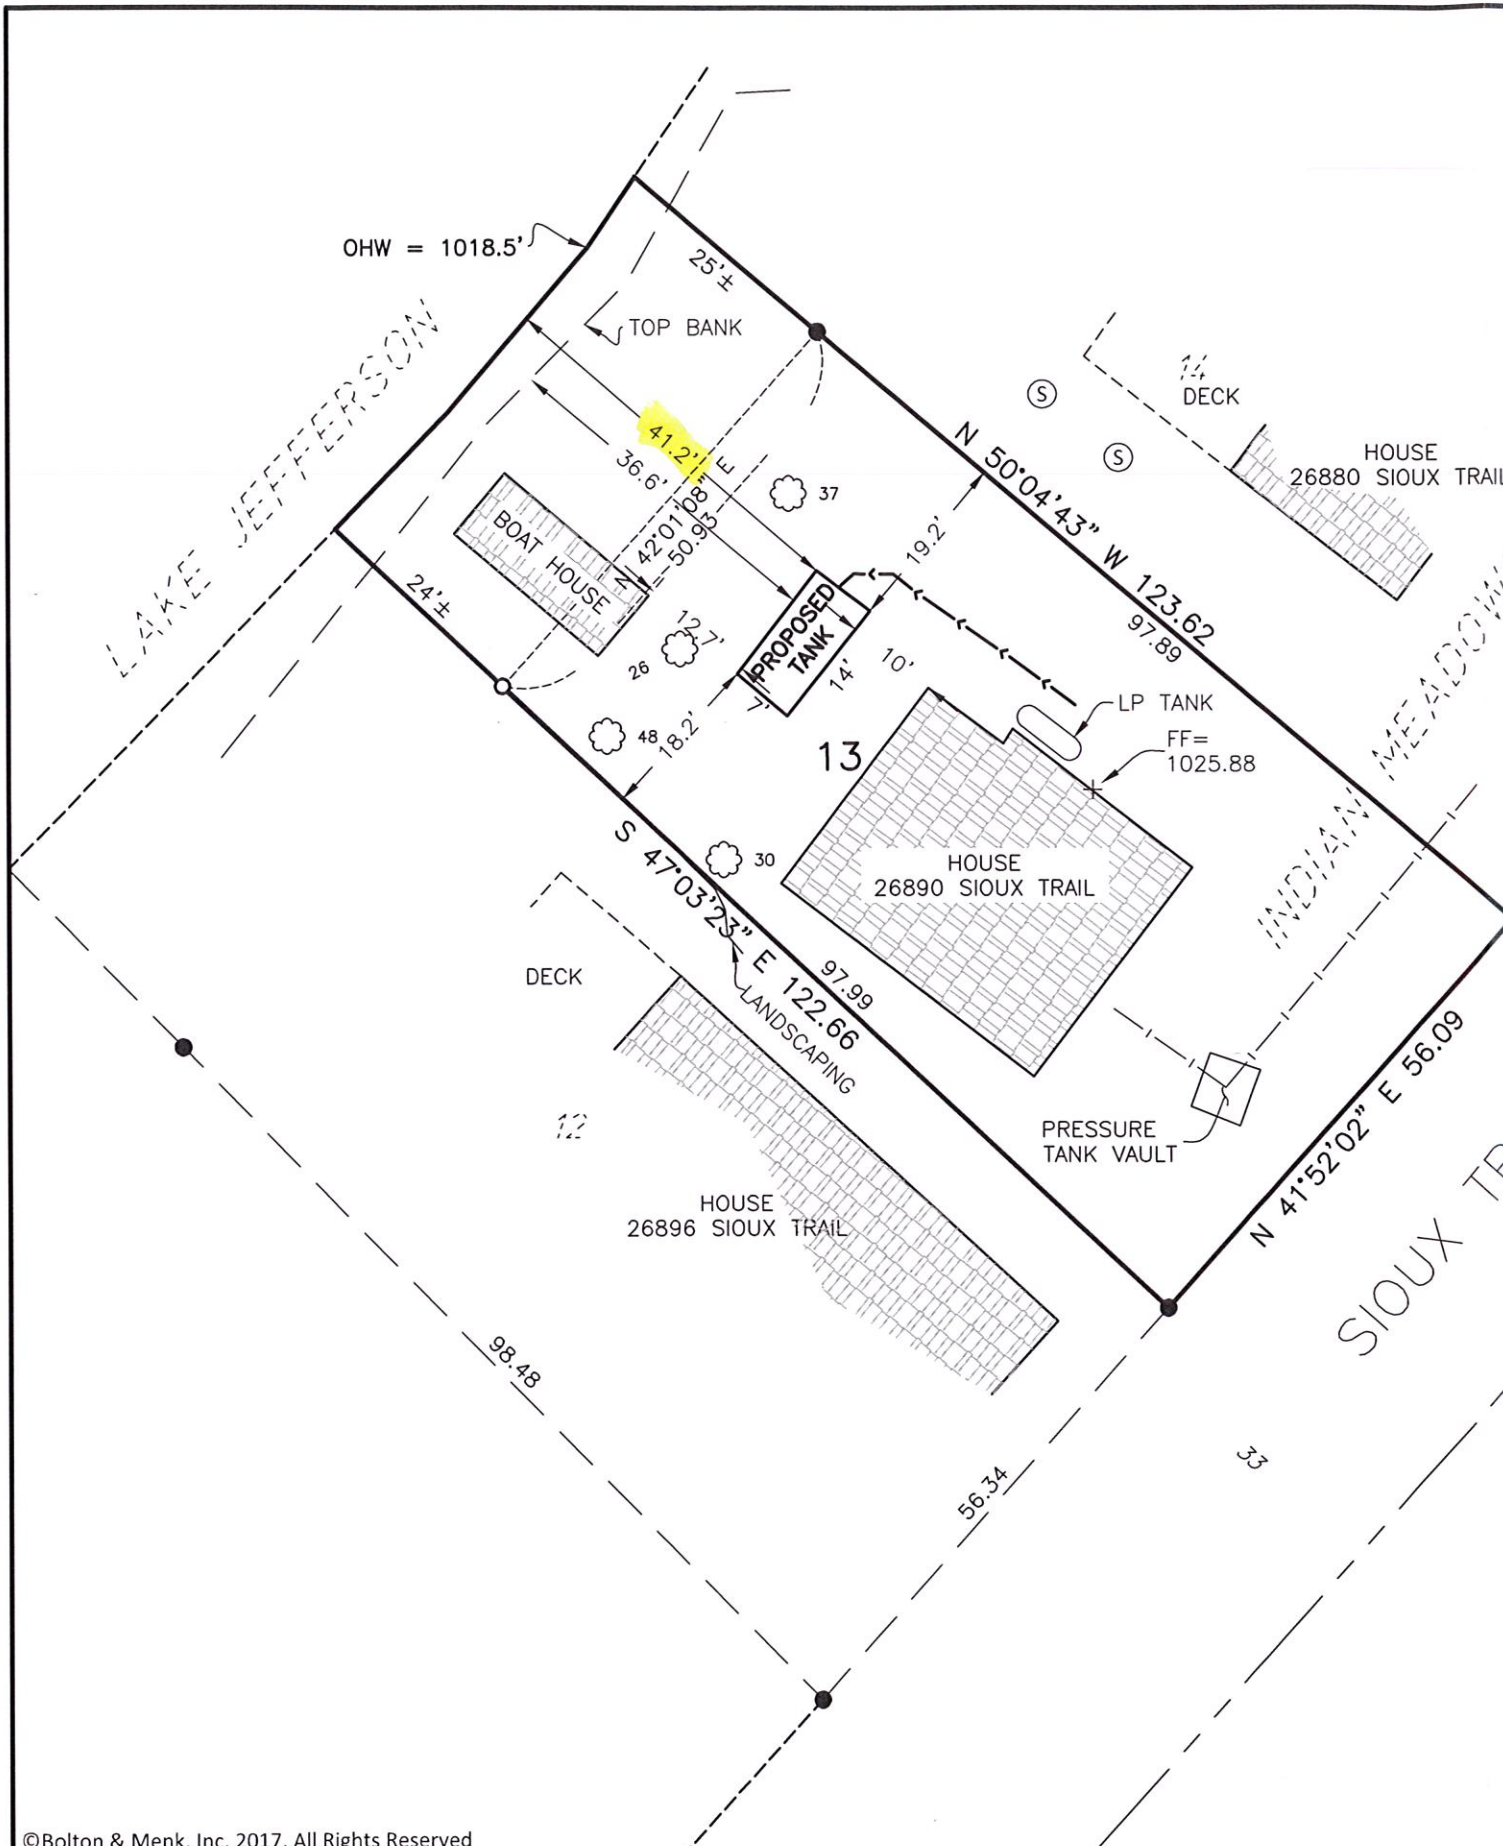 OHW = 1018.5'
25'±
TOP BANK
LAKE JEFFERSON
14
DECK
HOUSE
26880 SIOUX TRAIL
S
S
41.2'
36.6'
37
N 42°01'08" E
50.93
N 50°04'43" W 123.62
97.89
19.2'
BOAT HOUSE
24'±
12.7'
26
PROPOSED
TANK
14'
10'
7'
48
18.2'
13
LP TANK
FF=
1025.88
INDIAN MEADOW
30
HOUSE
26890 SIOUX TRAIL
S 47°03'23" E 122.66
97.99
LANDSCAPING
DECK
12
HOUSE
26896 SIOUX TRAIL
PRESSURE
TANK VAULT
N 41°52'02" E 56.09
SIOUX TR
98.48
56.34
33
©Bolton & Menk, Inc. 2017, All Rights Reserved